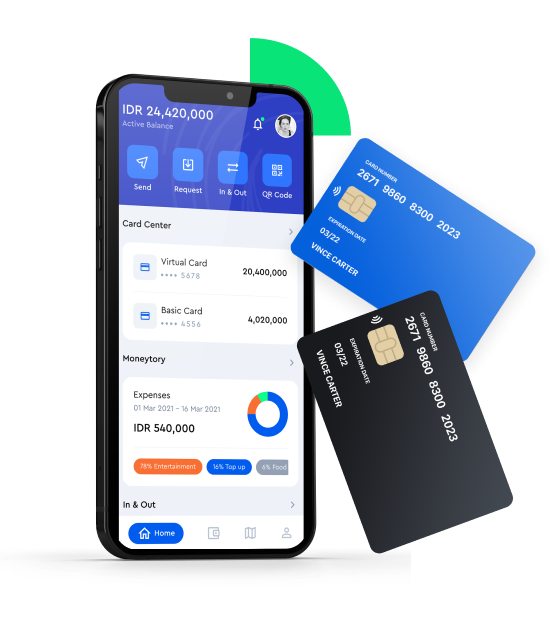 IDR 24,420,000
Active Balance
Send
Request
In & Out
QR Code
Card Center
Virtual Card
•••• 5678
20,400,000
Basic Card
•••• 4556
4,020,000
Moneytory
Expenses
01 Mar 2021 - 16 Mar 2021
IDR 540,000
78% Entertainment
16% Top up
6% Food
In & Out
Home
CARD NUMBER
2671 9860 8300 2023
EXPIRATION DATE
03/22
VINCE CARTER
CARD NUMBER
2671 9860 8300 2023
EXPIRATION DATE
03/22
VINCE CARTER